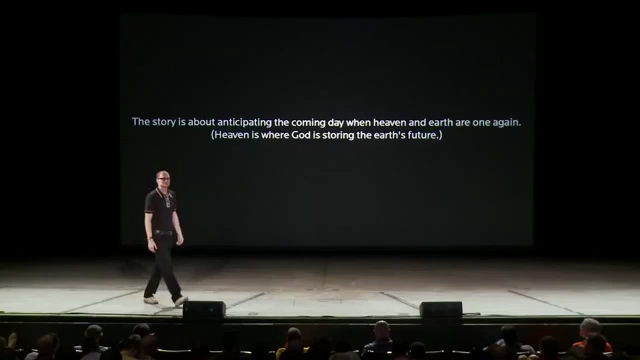 The story is about anticipating the coming day when heaven and earth are one again.
(Heaven is where God is storing the earth's future.)